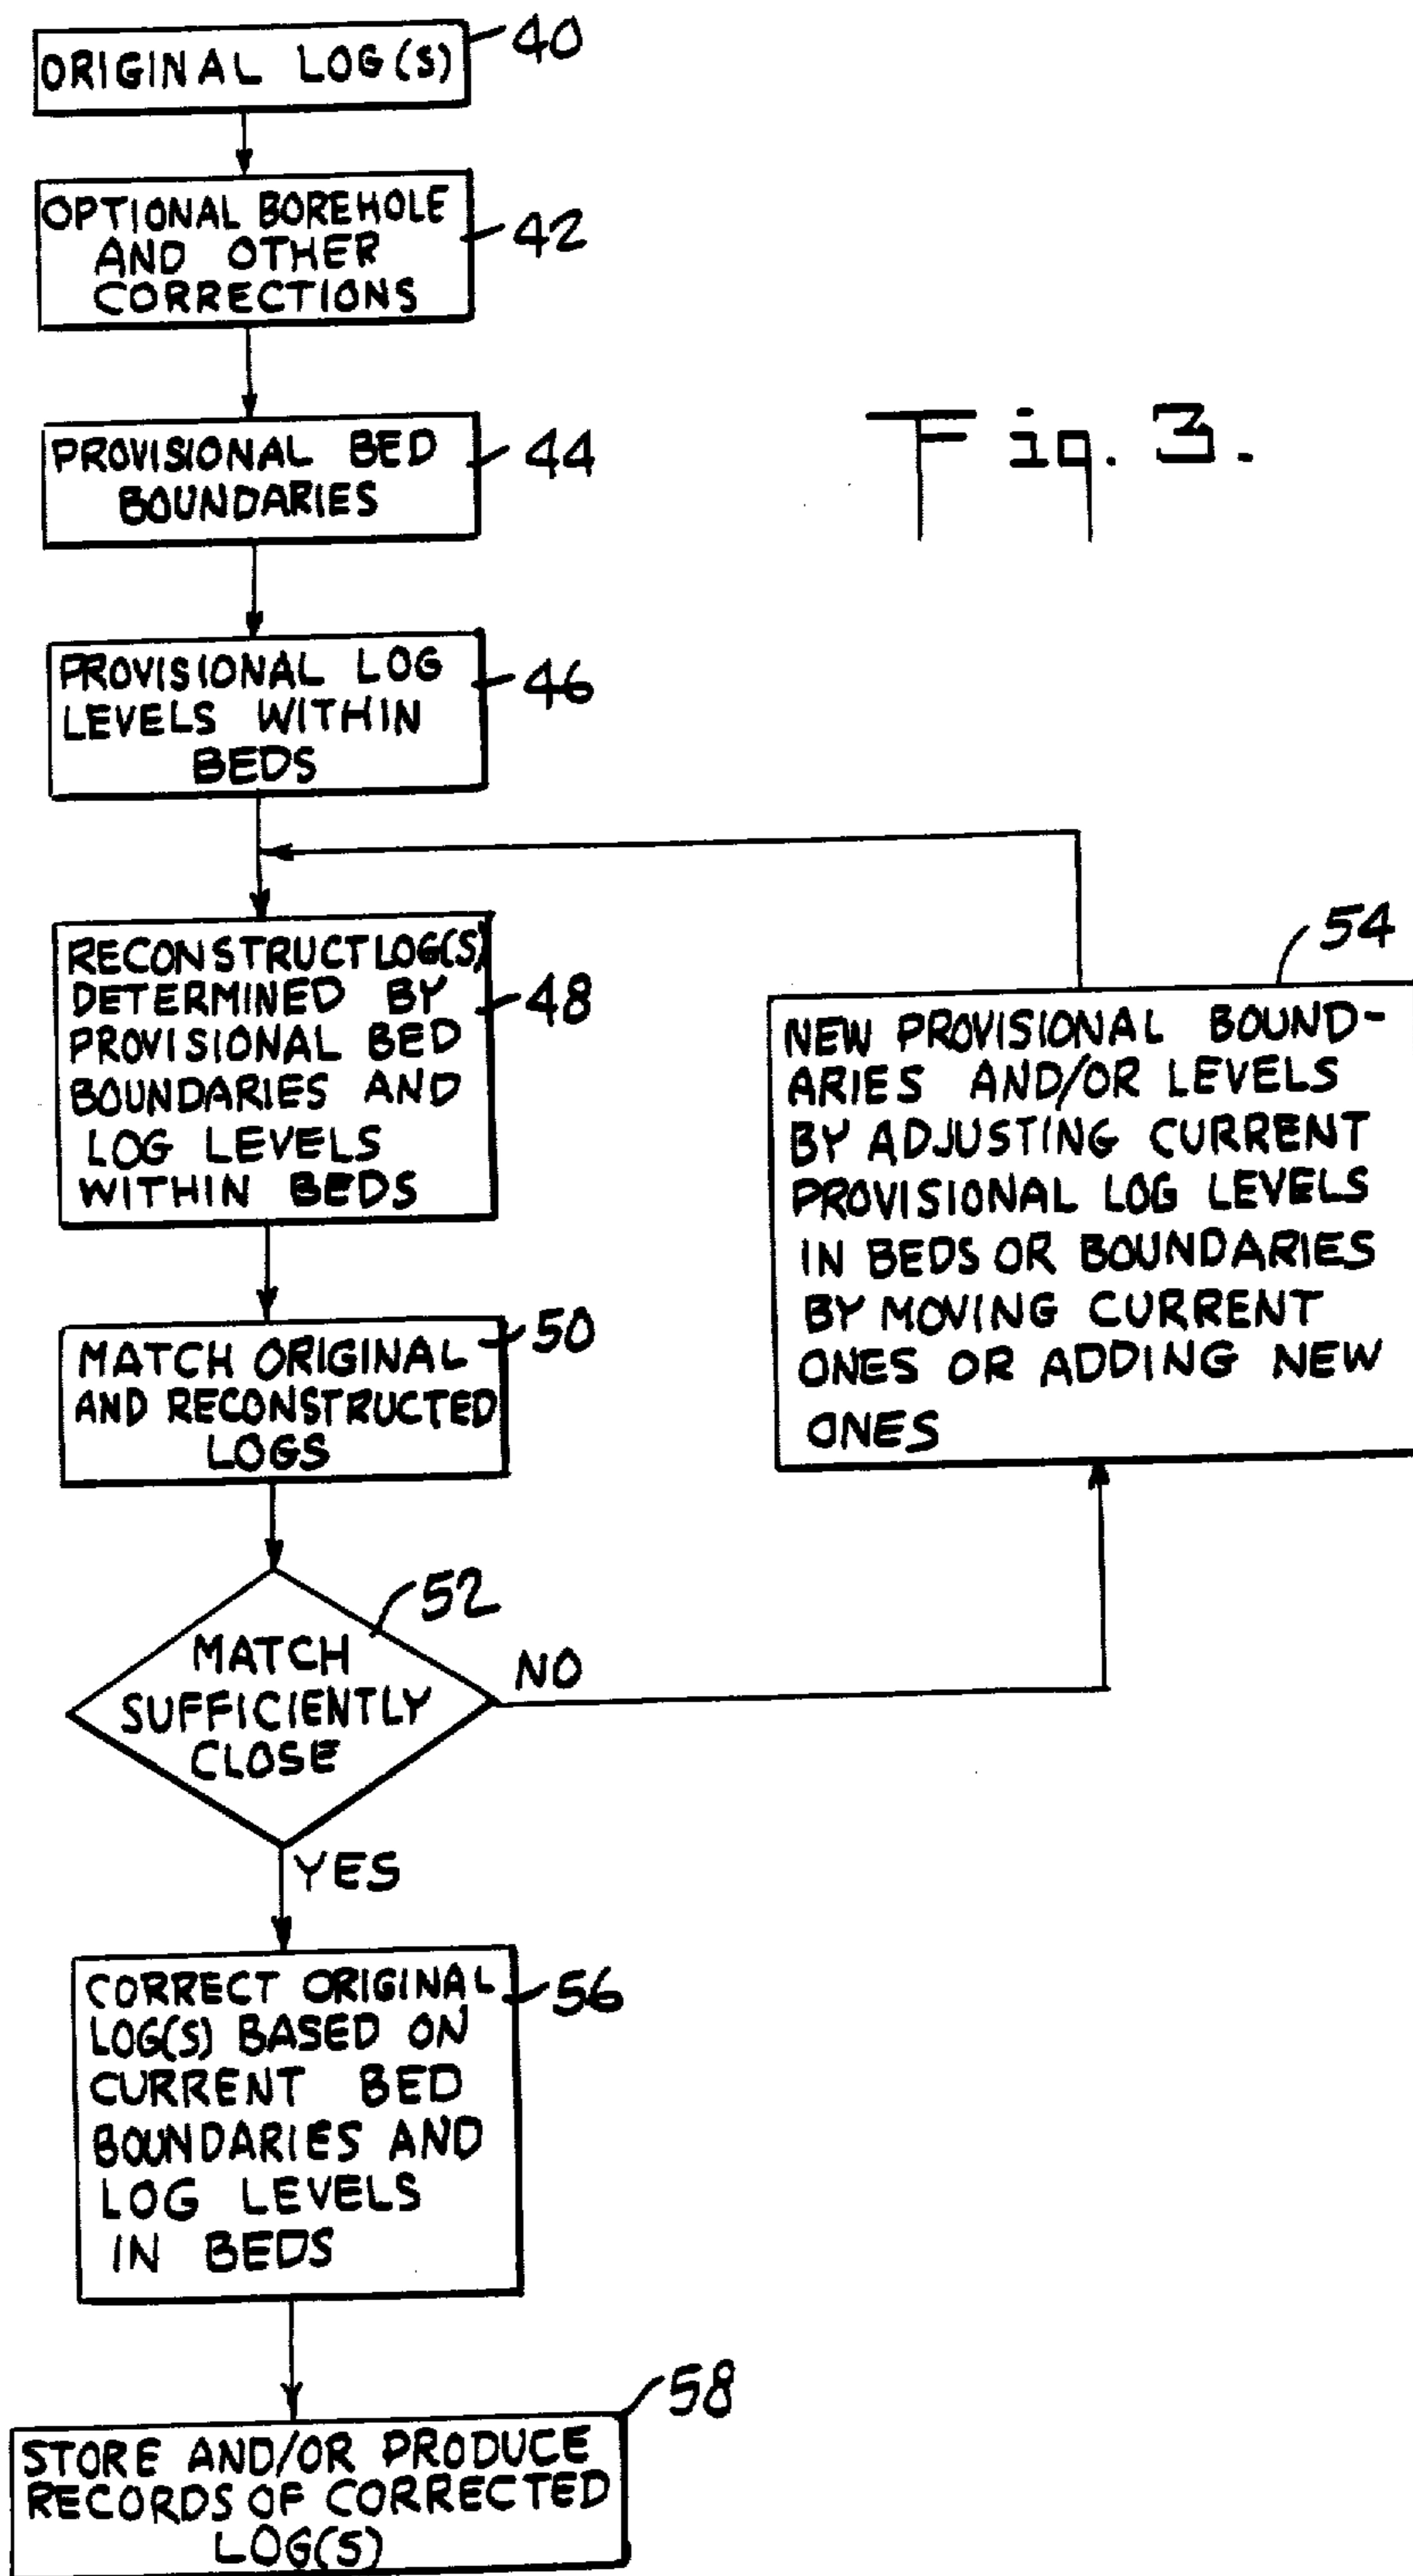 ORIGINAL LOG(S)
40
OPTIONAL BOREHOLE
AND OTHER
CORRECTIONS
42
PROVISIONAL BED
BOUNDARIES
44
Fig. 3.
PROVISIONAL LOG
LEVELS WITHIN
BEDS
46
RECONSTRUCT LOG(S)
DETERMINED BY
PROVISIONAL BED
BOUNDARIES AND
LOG LEVELS
WITHIN BEDS
48
54
NEW PROVISIONAL BOUND-
ARIES AND/OR LEVELS
BY ADJUSTING CURRENT
PROVISIONAL LOG LEVELS
IN BEDS OR BOUNDARIES
BY MOVING CURRENT
ONES OR ADDING NEW
ONES
MATCH ORIGINAL
AND RECONSTRUCTED
LOGS
50
52
MATCH
SUFFICIENTLY
CLOSE
NO
YES
CORRECT ORIGINAL
LOG(S) BASED ON
CURRENT BED
BOUNDARIES AND
LOG LEVELS
IN BEDS
56
58
STORE AND/OR PRODUCE
RECORDS OF CORRECTED
LOG(S)